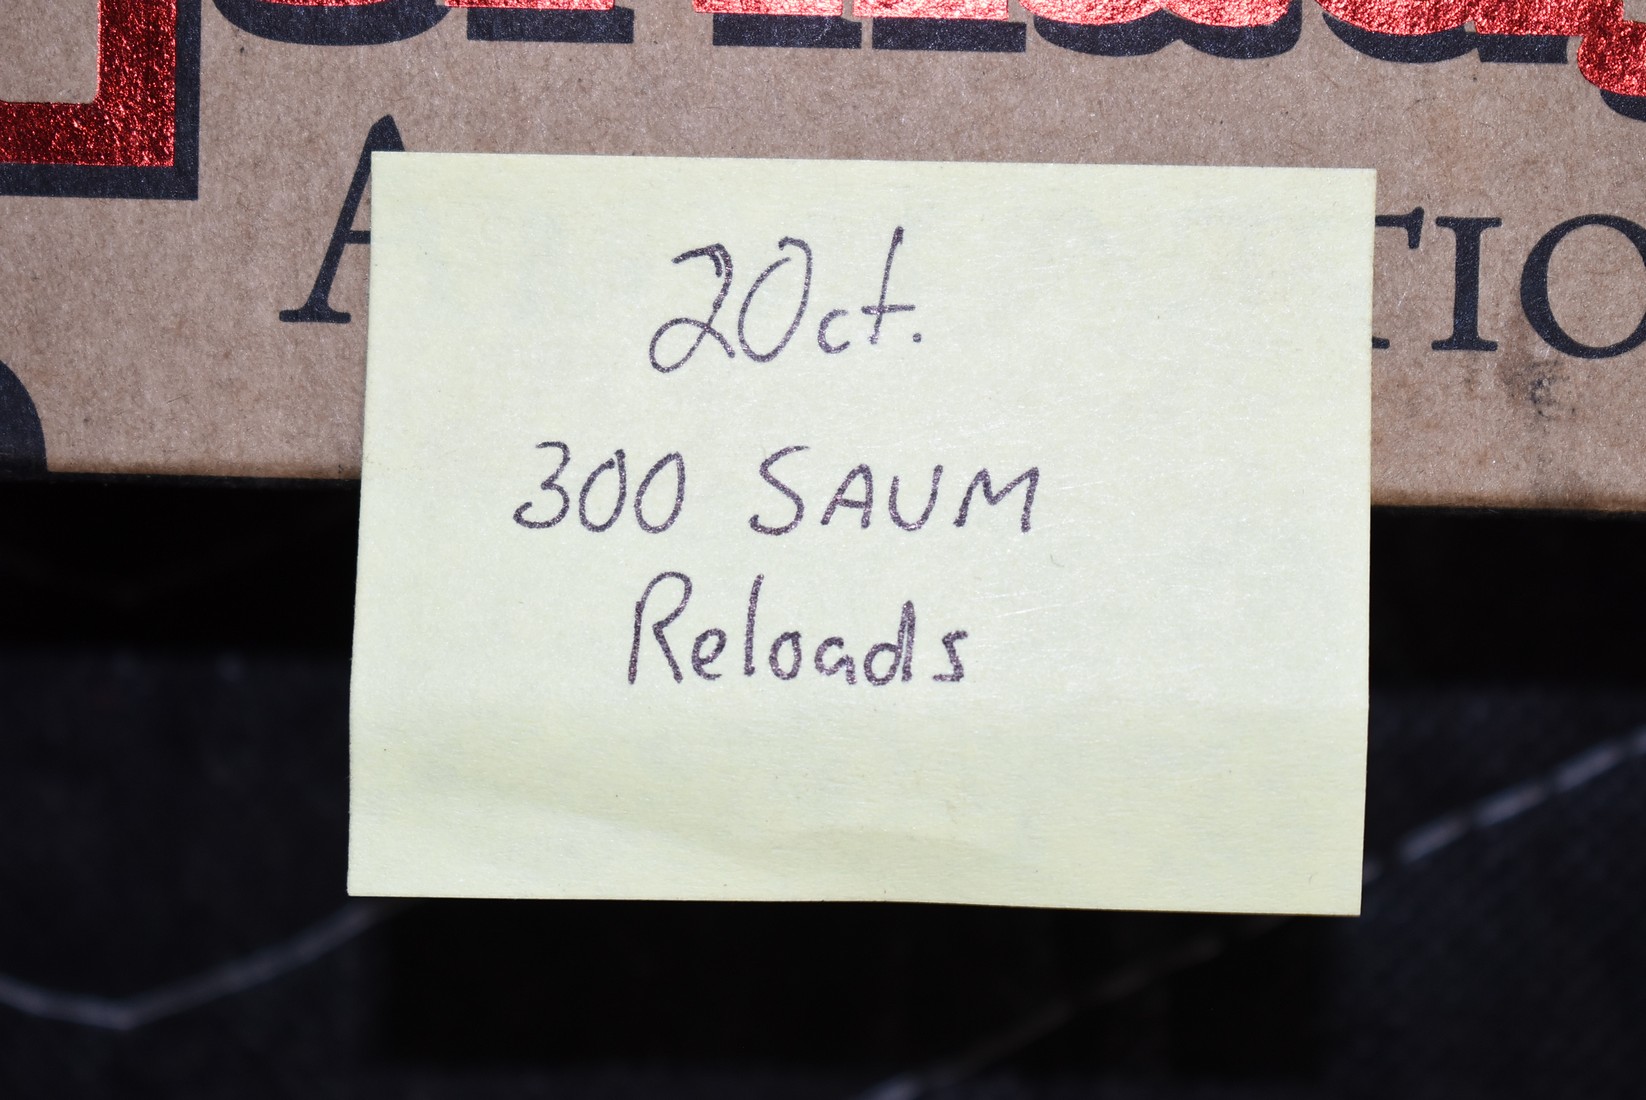 20ct.
300 SAUM
Reloads